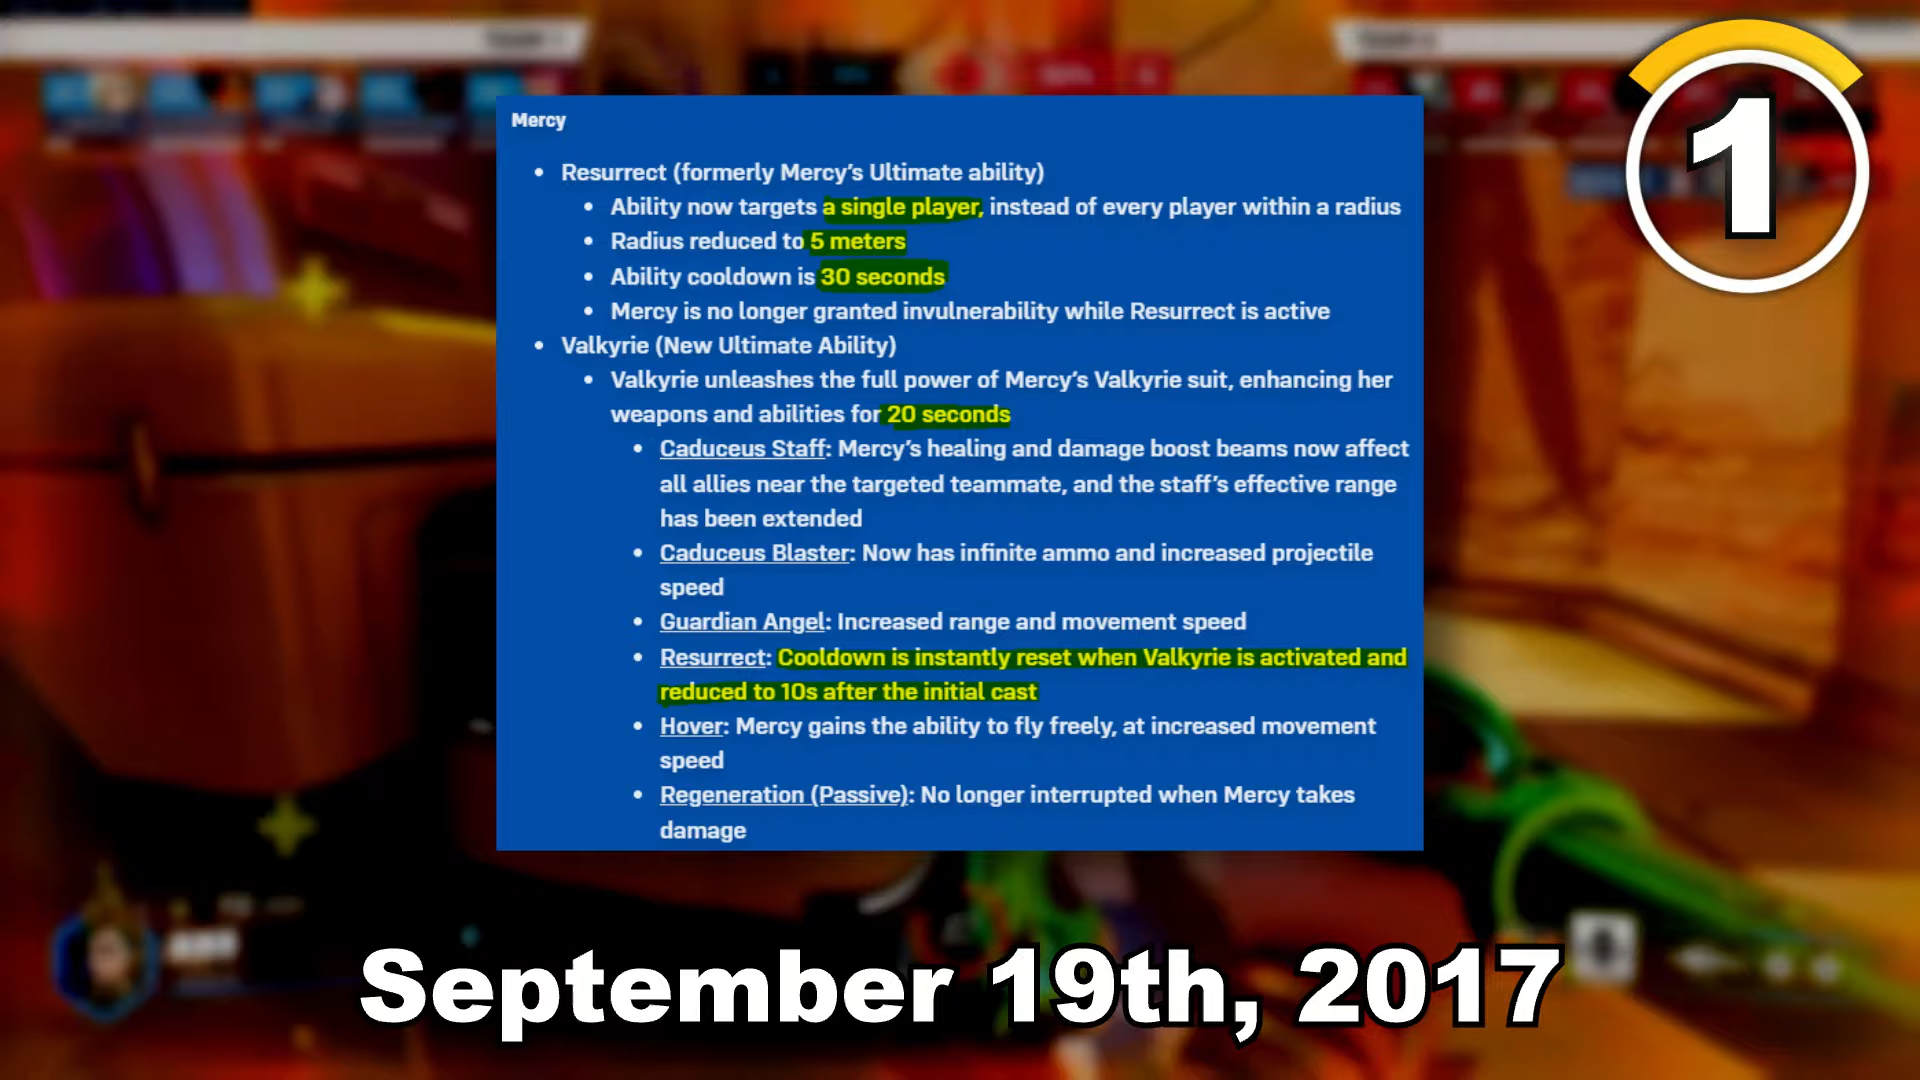 1
Mercy
• Resurrect (formerly Mercy's Ultimate ability)
• Ability now targets a single player, instead of every player within a radius
• Radius reduced to 5 meters
• Ability cooldown is 30 seconds
• Mercy is no longer granted invulnerability while Resurrect is active
• Valkyrie (New Ultimate Ability)
• Valkyrie unleashes the full power of Mercy's Valkyrie suit, enhancing her
weapons and abilities for 20 seconds
• Caduceus Staff: Mercy's healing and damage boost beams now affect
all allies near the targeted teammate, and the staff's effective range
has been extended
• Caduceus Blaster: Now has infinite ammo and increased projectile
speed
• Guardian Angel: Increased range and movement speed
• Resurrect: Cooldown is instantly reset when Valkyrie is activated and
reduced to 10s after the initial cast
• Hover: Mercy gains the ability to fly freely, at increased movement
speed
• Regeneration (Passive): No longer interrupted when Mercy takes
damage
September 19th, 2017